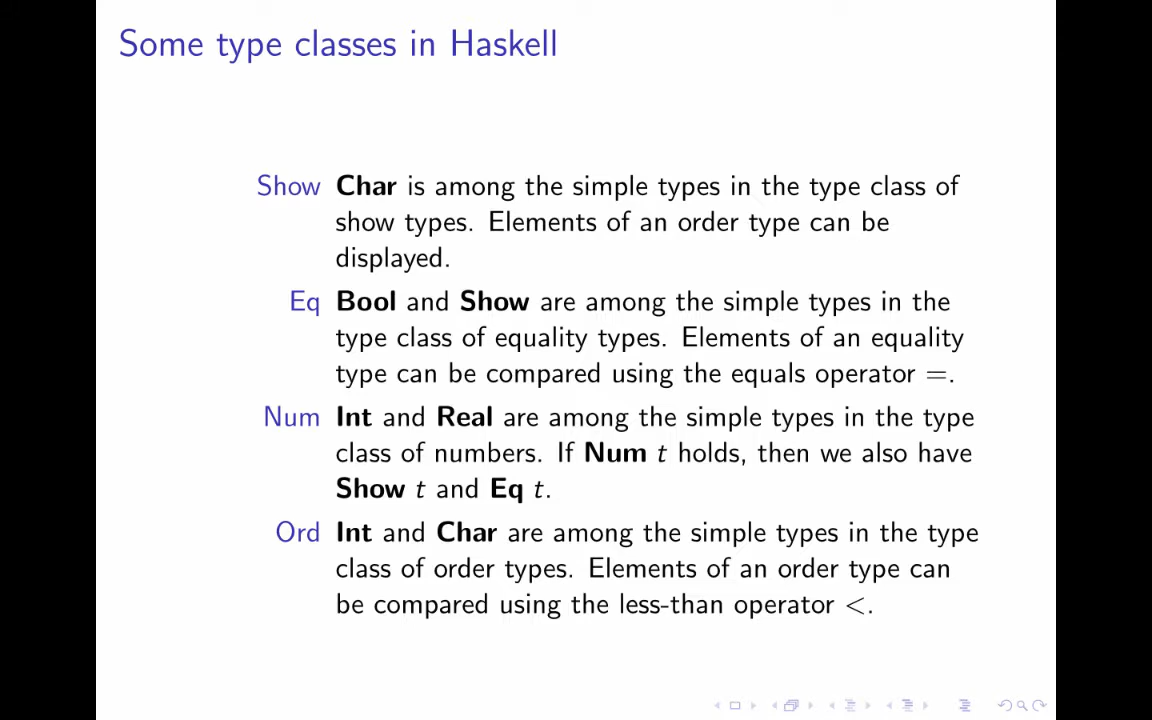 Some type classes in Haskell
Show Char is among the simple types in the type class of
show types. Elements of an order type can be
displayed.
Eq Bool and Show are among the simple types in the
type class of equality types. Elements of an equality
type can be compared using the equals operator =.
Num Int and Real are among the simple types in the type
class of numbers. If Num t holds, then we also have
Show t and Eq t.
Ord Int and Char are among the simple types in the type
class of order types. Elements of an order type can
be compared using the less-than operator <.